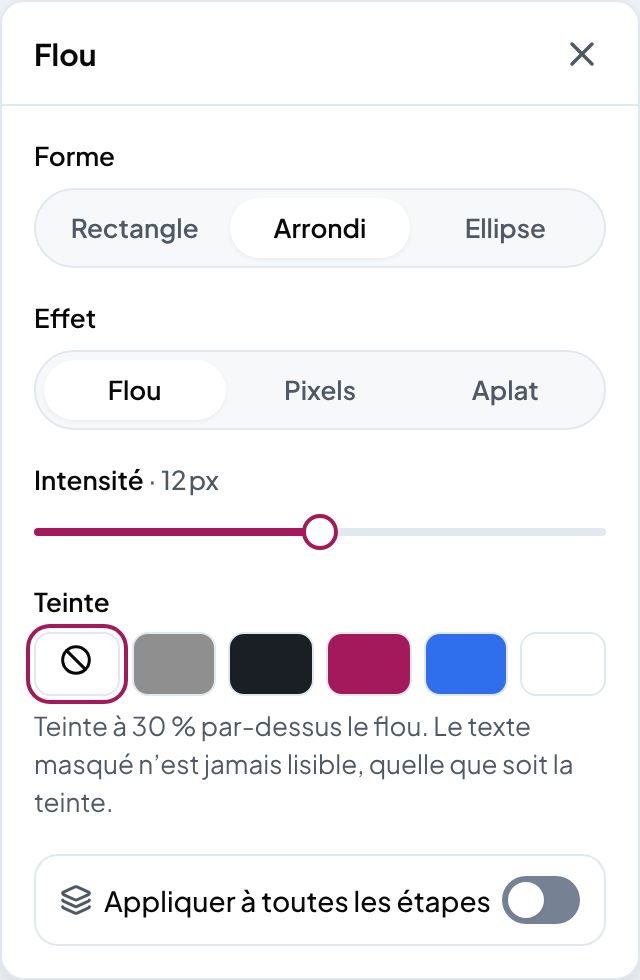 Flou
Forme
Rectangle Arrondi Ellipse
Effet
Flou Pixels Aplat
Intensité · 12 px
Teinte
Teinte à 30 % par-dessus le flou. Le texte
masqué n’est jamais lisible, quelle que soit la
teinte.
Appliquer à toutes les étapes